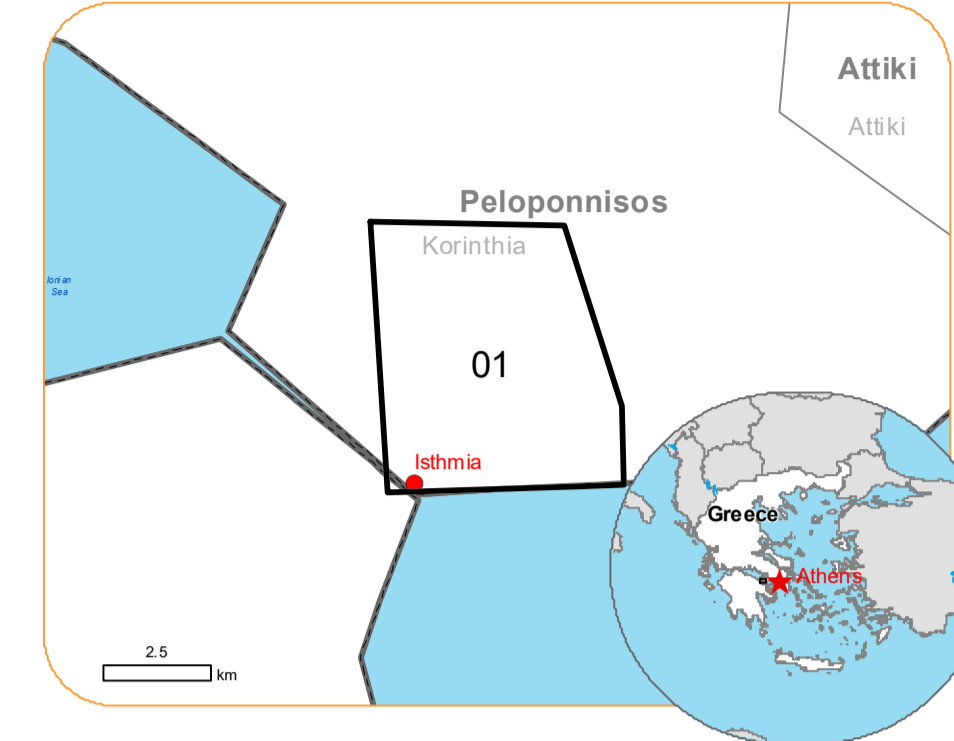 Attiki
Attiki
Peloponnisos
Korinthia
Ionian
Sea
01
Isthmia
Greece
Athens
2.5
km